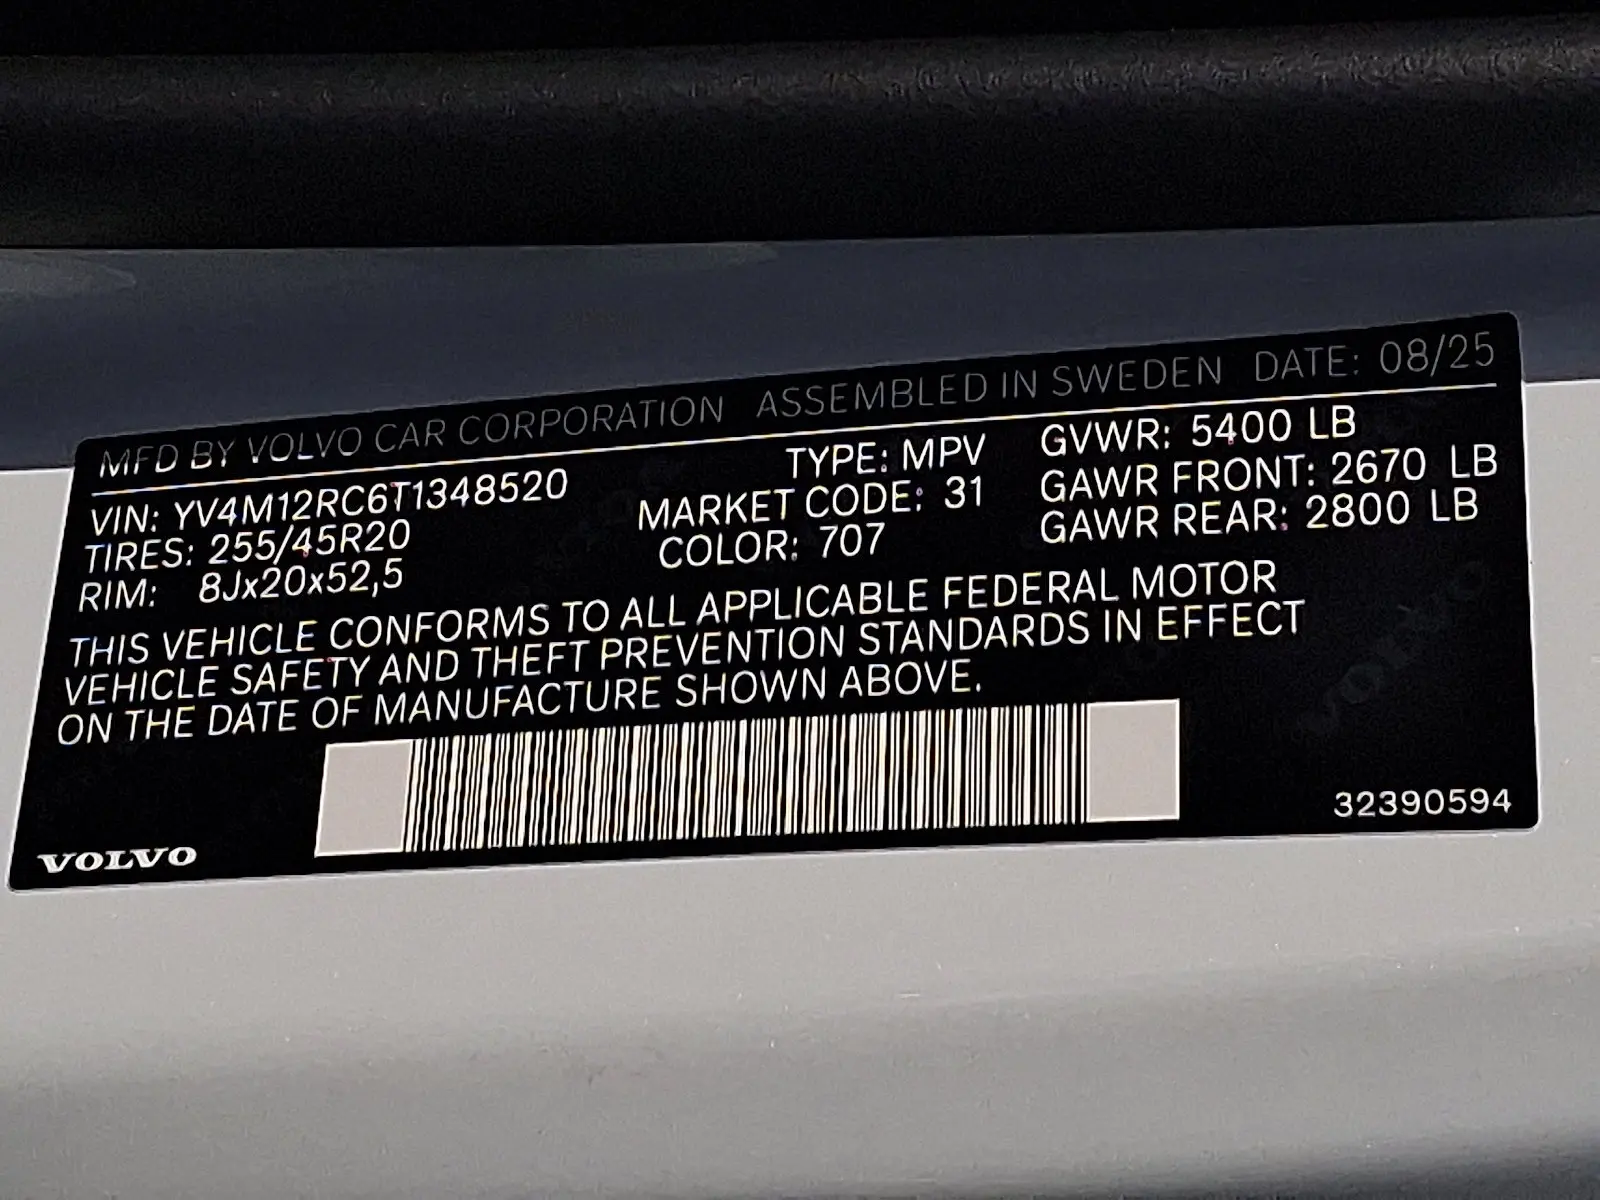 MFD BY VOLVO CAR CORPORATION ASSEMBLED IN SWEDEN DATE: 08/25
VIN: YV4M12RC6T1348520 TYPE: MPV GVWR: 5400 LB
TIRES: 255/45R20 MARKET CODE: 31 GAWR FRONT: 2670 LB
RIM: 8Jx20x52,5 COLOR: 707 GAWR REAR: 2800 LB
THIS VEHICLE CONFORMS TO ALL APPLICABLE FEDERAL MOTOR
VEHICLE SAFETY AND THEFT PREVENTION STANDARDS IN EFFECT
ON THE DATE OF MANUFACTURE SHOWN ABOVE.
VOLVO
32390594